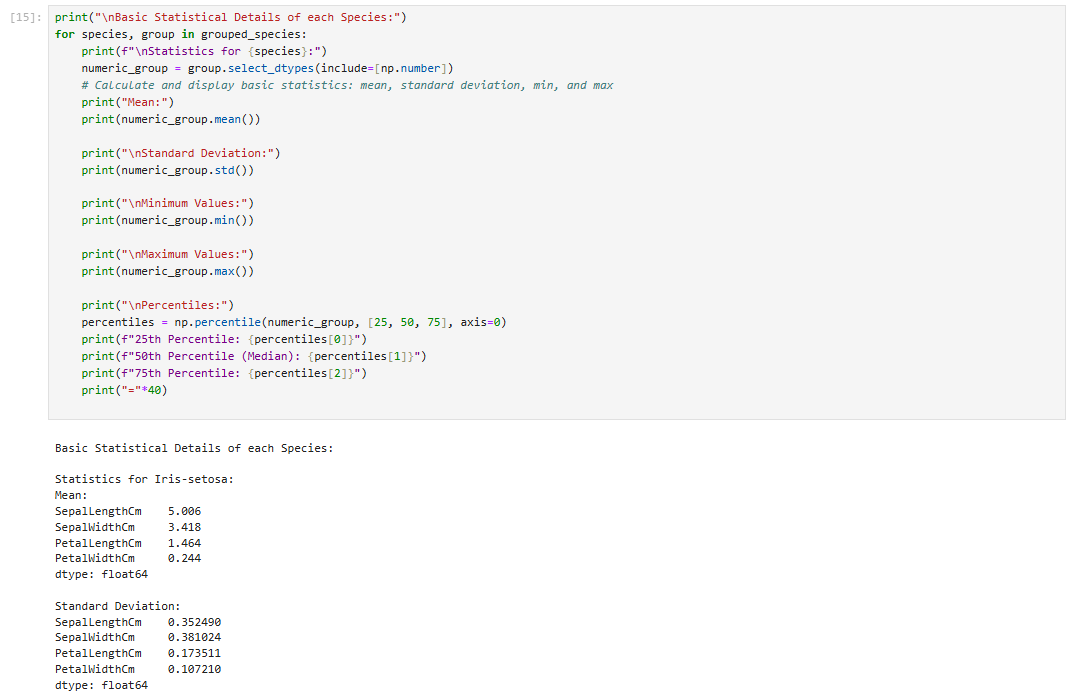 [15]: print("\nBasic Statistical Details of each Species:")
for species, group in grouped_species:
    print(f"\nStatistics for {species}:")
    numeric_group = group.select_dtypes(include=[np.number])
    # Calculate and display basic statistics: mean, standard deviation, min, and max
    print("Mean:")
    print(numeric_group.mean())

    print("\nStandard Deviation:")
    print(numeric_group.std())

    print("\nMinimum Values:")
    print(numeric_group.min())

    print("\nMaximum Values:")
    print(numeric_group.max())

    print("\nPercentiles:")
    percentiles = np.percentile(numeric_group, [25, 50, 75], axis=0)
    print(f"25th Percentile: {percentiles[0]}")
    print(f"50th Percentile (Median): {percentiles[1]}")
    print(f"75th Percentile: {percentiles[2]}")
    print("="*40)

Basic Statistical Details of each Species:

Statistics for Iris-setosa:
Mean:
SepalLengthCm    5.006
SepalWidthCm     3.418
PetalLengthCm    1.464
PetalWidthCm     0.244
dtype: float64

Standard Deviation:
SepalLengthCm    0.352490
SepalWidthCm     0.381024
PetalLengthCm    0.173511
PetalWidthCm     0.107210
dtype: float64